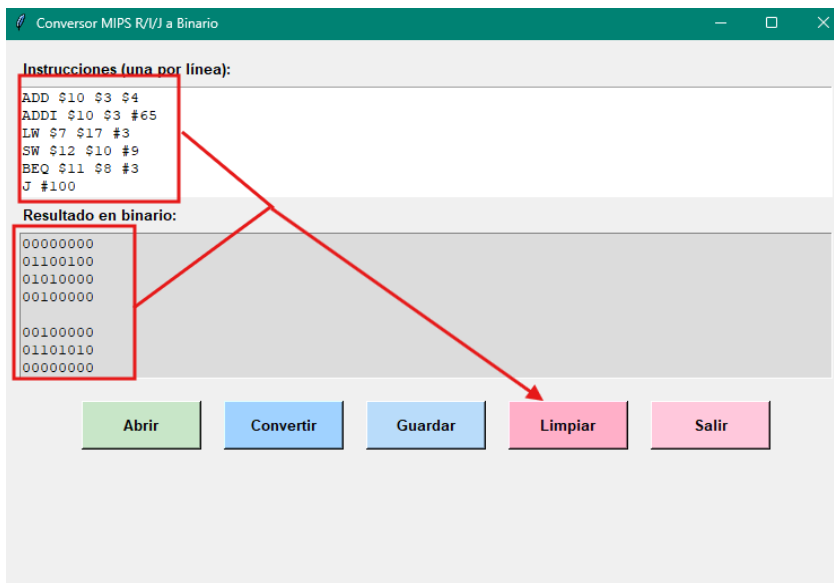 Conversor MIPS R/I/J a Binario
Instrucciones (una por línea):
ADD $10 $3 $4
ADDI $10 $3 #65
LW $7 $17 #3
SW $12 $10 #9
BEQ $11 $8 #3
J #100
Resultado en binario:
00000000
01100100
01010000
00100000
00100000
01101010
00000000
Abrir Convertir Guardar Limpiar Salir